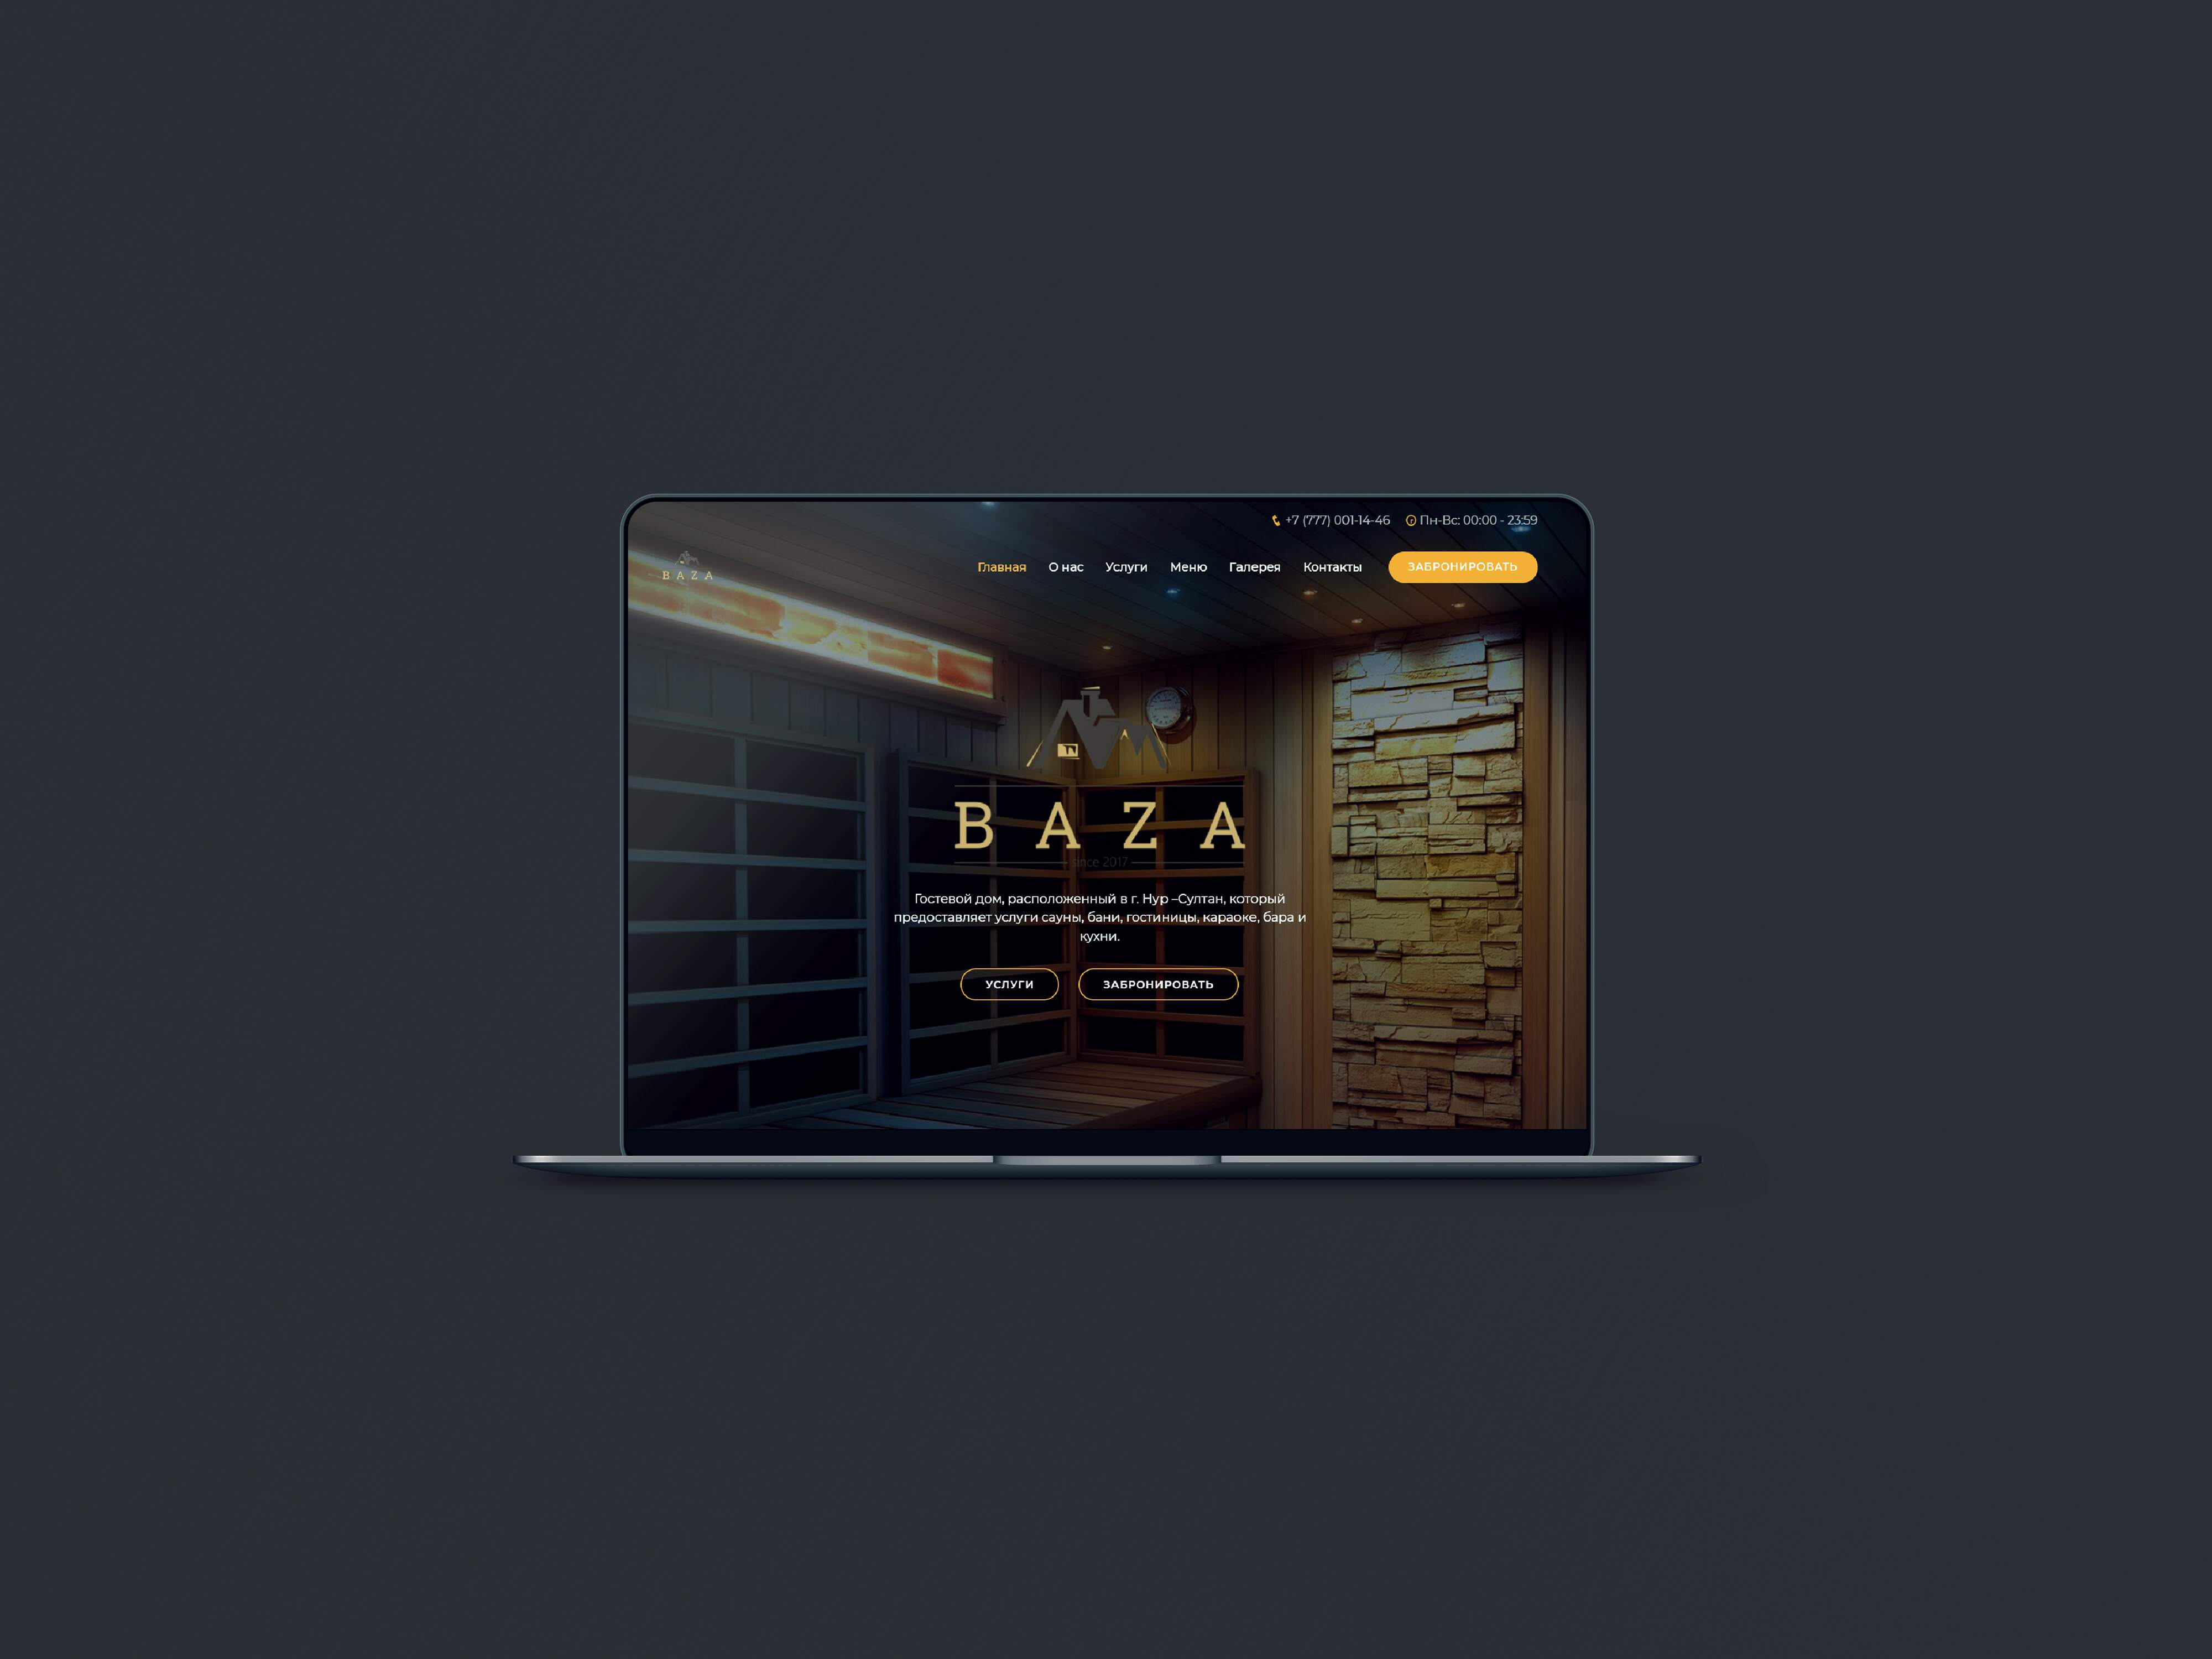 +7 (777) 001-14-46 Пн-Вс: 00:00 - 23:59
BAZA
Главная О нас Услуги Меню Галерея Контакты ЗАБРОНИРОВАТЬ
BAZA
since 2017
Гостевой дом, расположенный в г. Нур –Султан, который
предоставляет услуги сауны, бани, гостиницы, караоке, бара и
кухни.
УСЛУГИ ЗАБРОНИРОВАТЬ